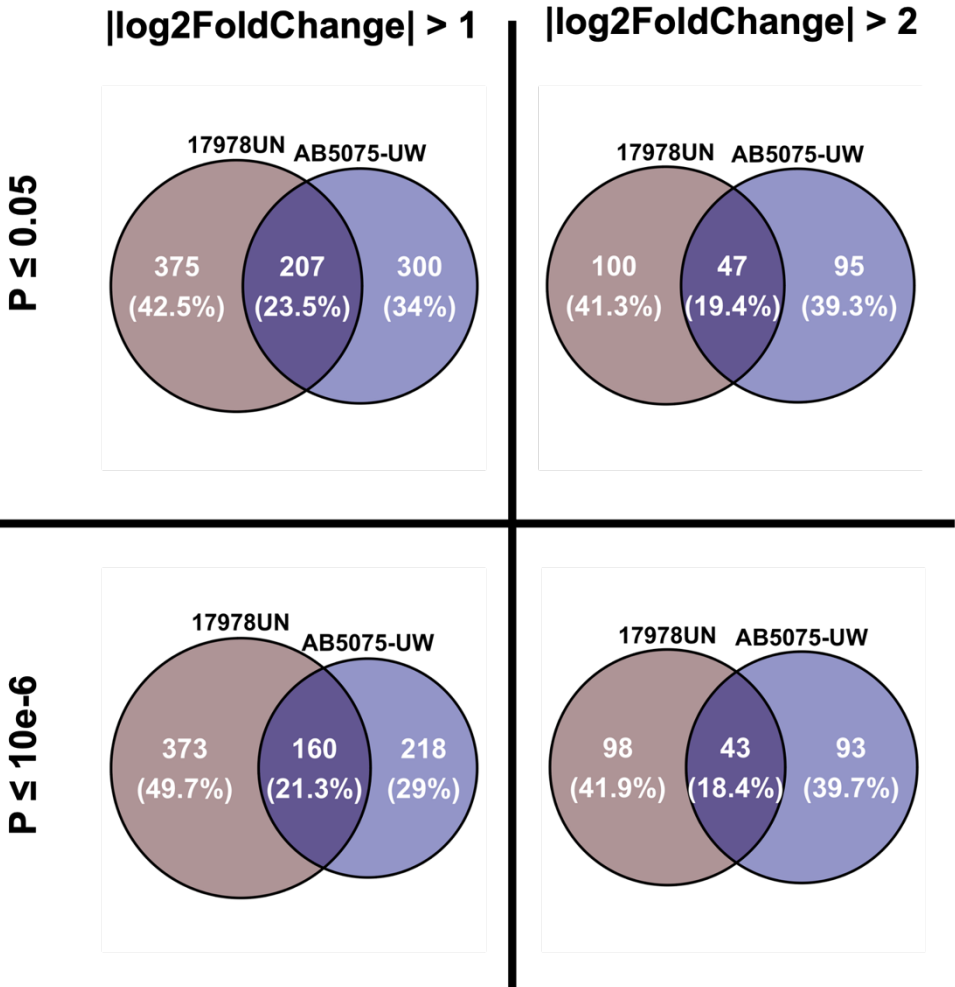 |log2FoldChange| > 1
|log2FoldChange| > 2
P ≤ 0.05
17978UN
AB5075-UW
375
(42.5%)
207
(23.5%)
300
(34%)
17978UN
AB5075-UW
100
(41.3%)
47
(19.4%)
95
(39.3%)
P ≤ 10e-6
17978UN
AB5075-UW
373
(49.7%)
160
(21.3%)
218
(29%)
17978UN
AB5075-UW
98
(41.9%)
43
(18.4%)
93
(39.7%)